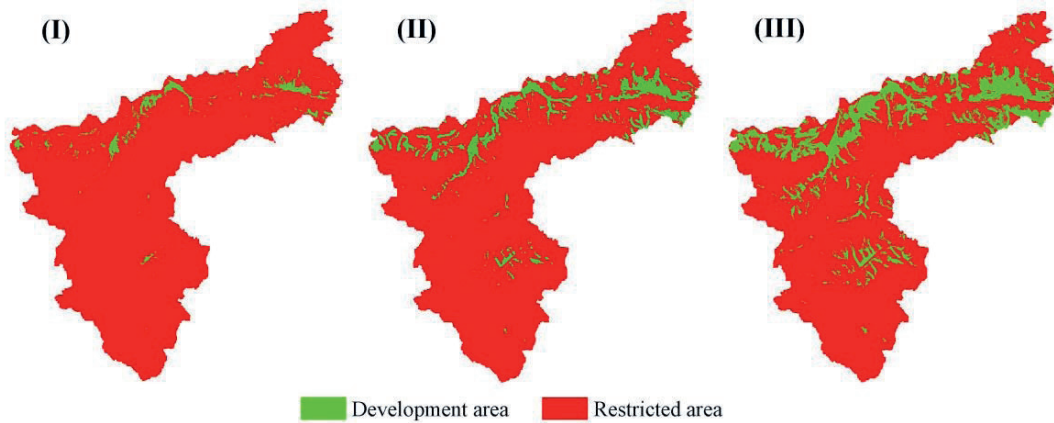 (I)
(II)
(III)
Development area
Restricted area